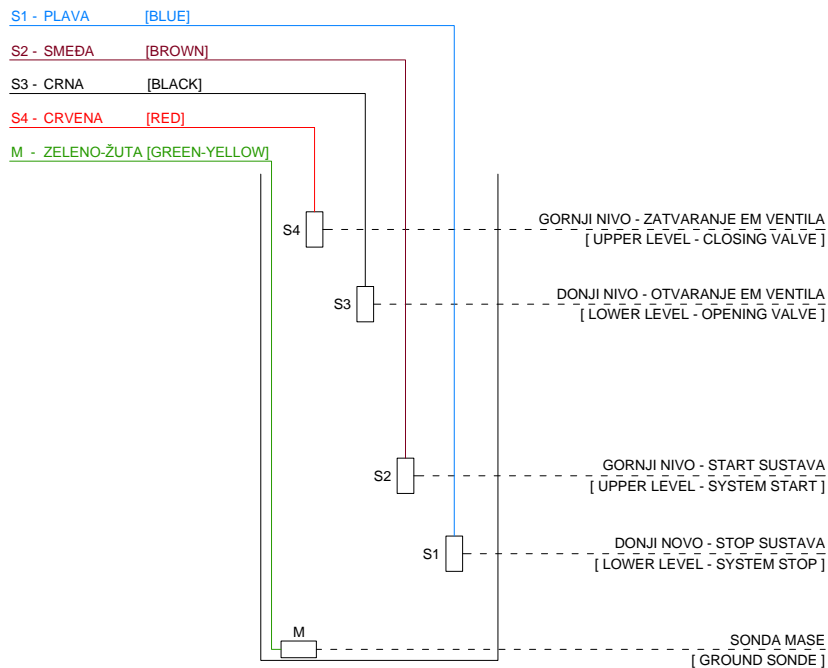 S1 - PLAVA [BLUE]
S2 - SMEĐA [BROWN]
S3 - CRNA [BLACK]
S4 - CRVENA [RED]
M - ZELENO-ŽUTA [GREEN-YELLOW]
S4
GORNJI NIVO - ZATVARANJE EM VENTILA
[ UPPER LEVEL - CLOSING VALVE ]
S3
DONJI NIVO - OTVARANJE EM VENTILA
[ LOWER LEVEL - OPENING VALVE ]
S2
GORNJI NIVO - START SUSTAVA
[ UPPER LEVEL - SYSTEM START ]
S1
DONJI NOVO - STOP SUSTAVA
[ LOWER LEVEL - SYSTEM STOP ]
M
SONDA MASE
[ GROUND SONDE ]